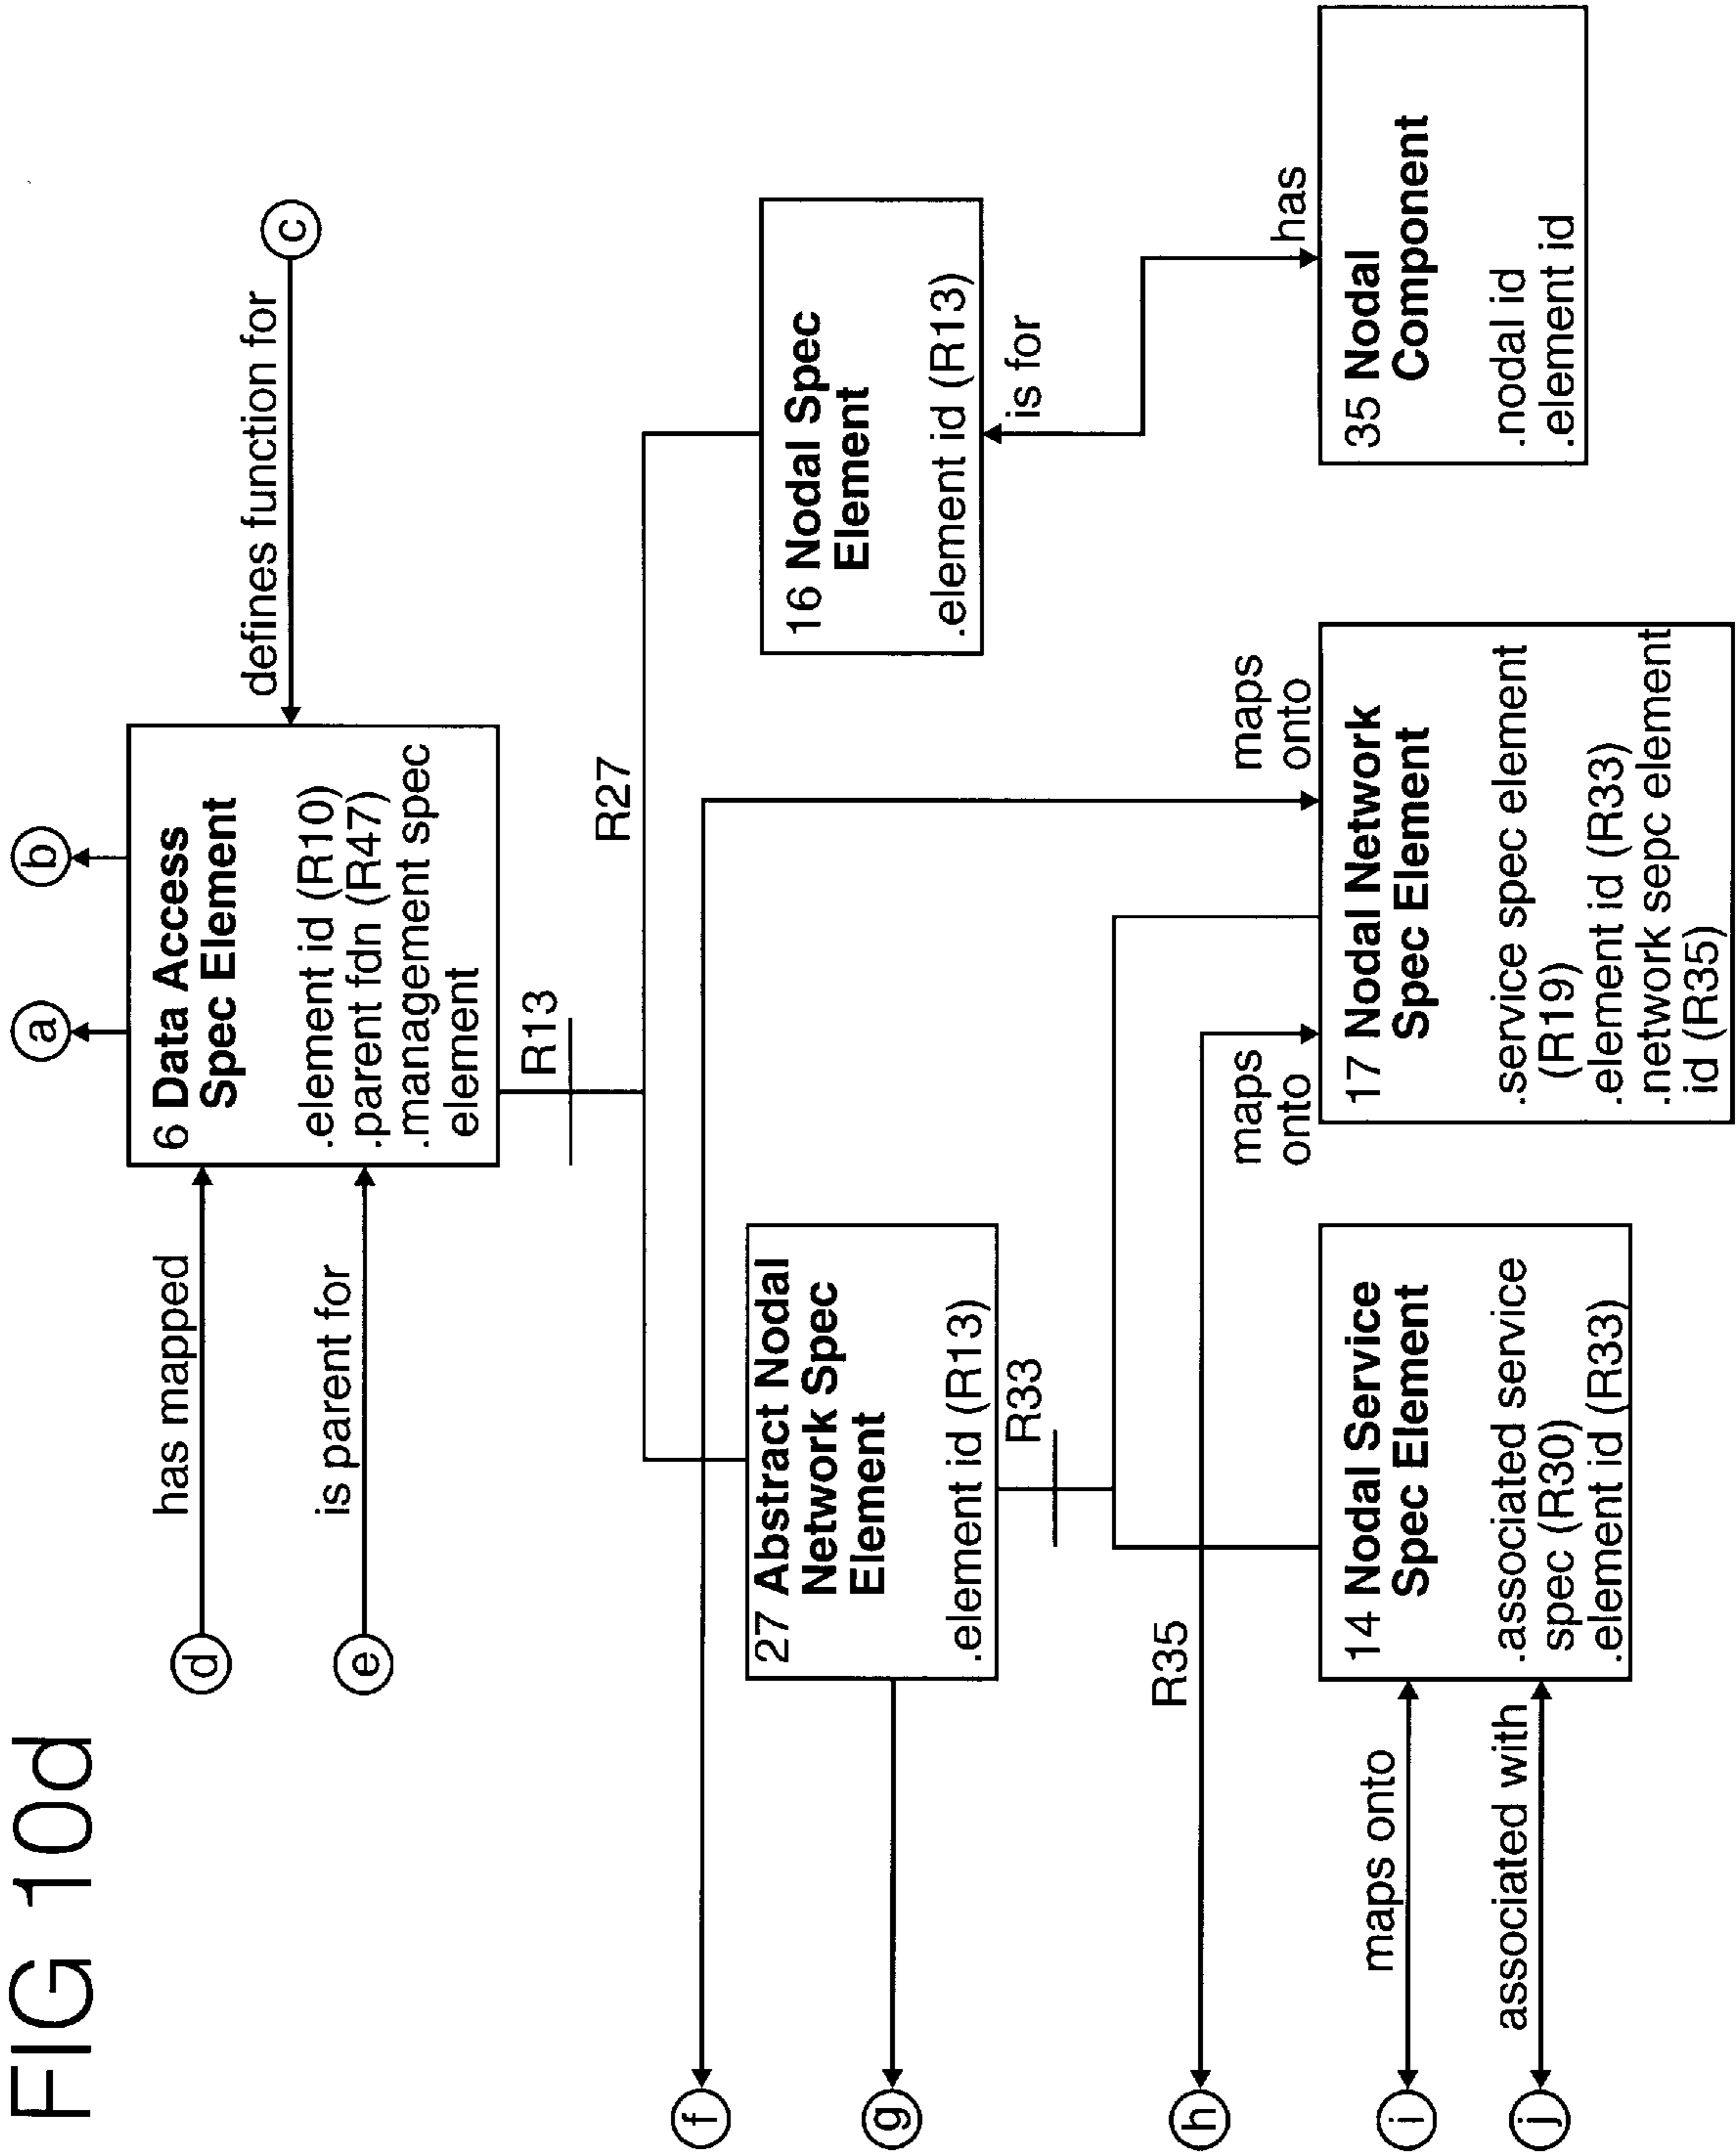 FIG 10d
a
b
c
defines function for
d
has mapped
e
is parent for
6 Data Access
Spec Element
.element id (R10)
.parent fdn (R47)
.management spec
element
R13
R27
27 Abstract Nodal
Network Spec
Element
.element id (R13)
16 Nodal Spec
Element
.element id (R13)
f
g
R33
is for
has
h
R35
maps
onto
maps
onto
i
maps onto
j
associated with
14 Nodal Service
Spec Element
.associated service
spec (R30)
.element id (R33)
17 Nodal Network
Spec Element
.service spec element
(R19)
.element id (R33)
.network sepc element
id (R35)
35 Nodal
Component
.nodal id
.element id